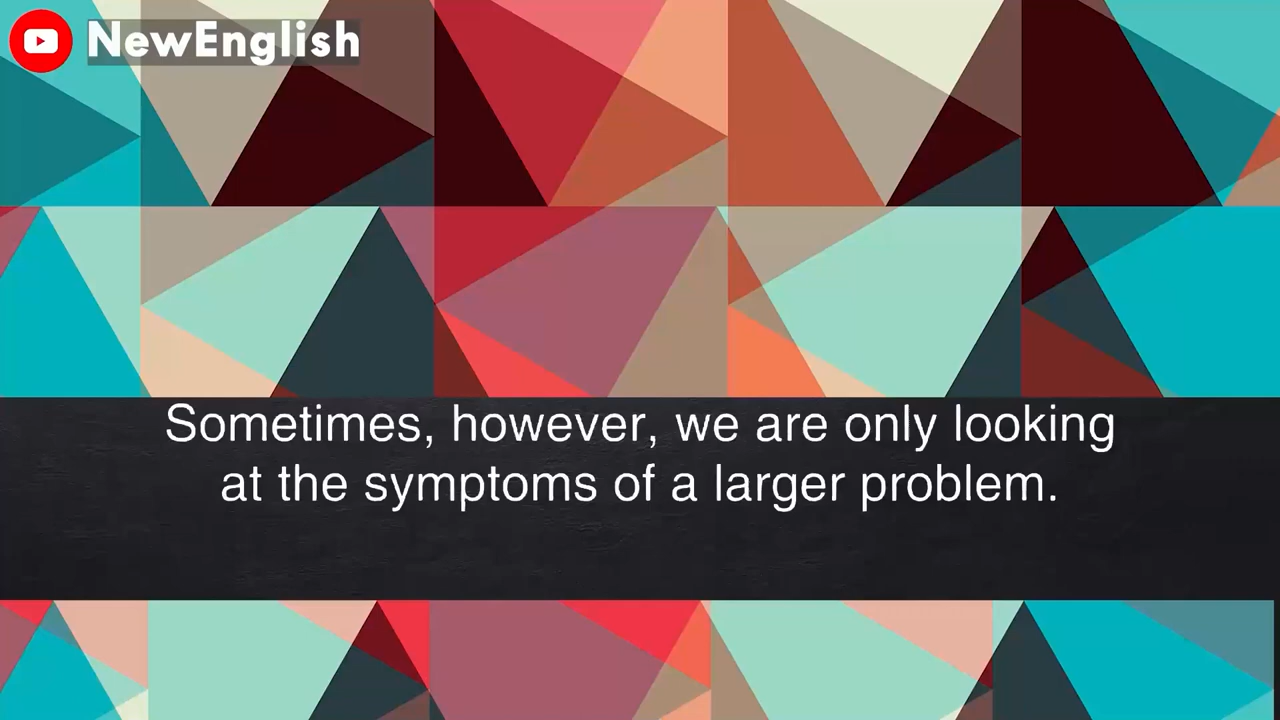 NewEnglish
Sometimes, however, we are only looking
at the symptoms of a larger problem.